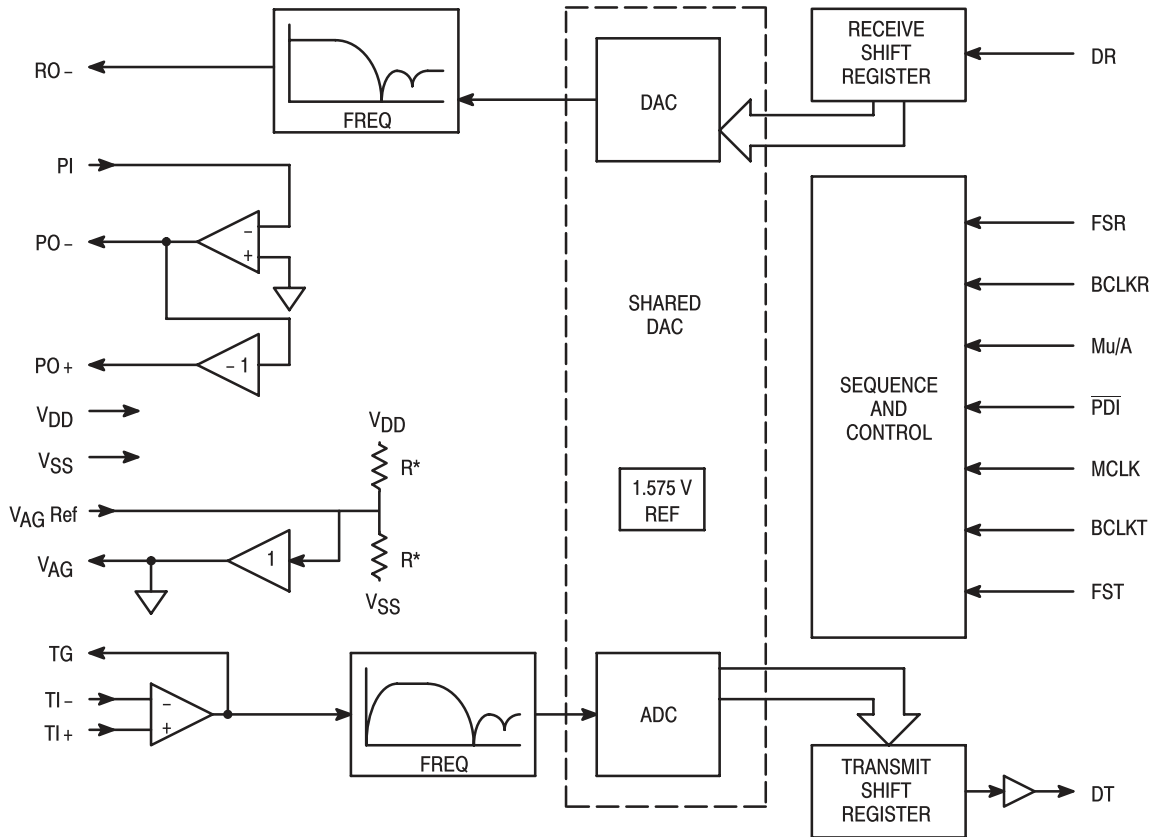 RO –
FREQ
DAC
RECEIVE
SHIFT
REGISTER
DR
PI
PO –
–
+
PO +
– 1
VDD
VSS
VAG Ref
VAG
1
VDD
R*
R*
VSS
SHARED
DAC
1.575 V
REF
SEQUENCE
AND
CONTROL
FSR
BCLKR
Mu/A
PDI
MCLK
BCLKT
FST
TG
TI –
TI +
–
+
FREQ
ADC
TRANSMIT
SHIFT
REGISTER
DT